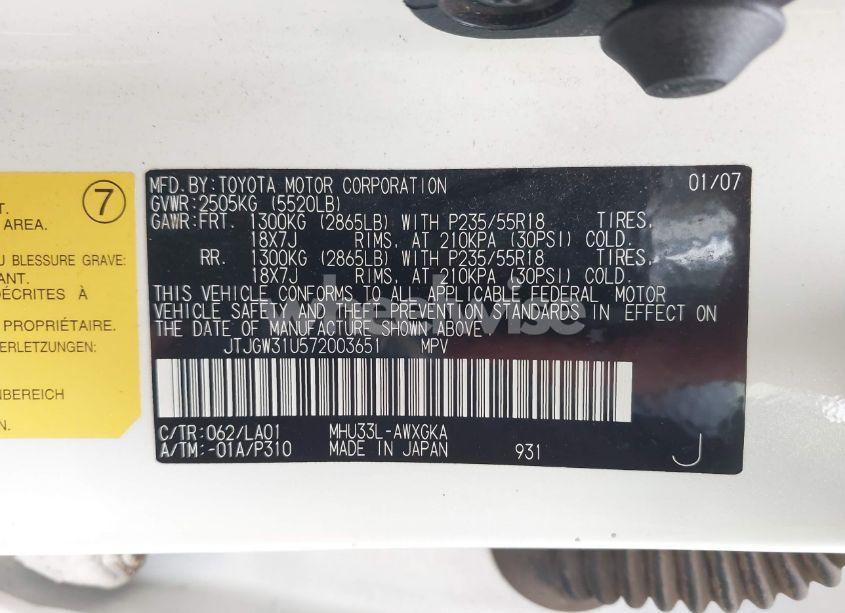 T.
AREA.
U BLESSURE GRAVE:
ANT.
DÉCRITES À
PROPRIÉTAIRE.
ERLETZUNG:
NBEREICH
N.
7
MFD.BY:TOYOTA MOTOR CORPORATION 01/07
GVWR:2505KG (5520LB)
GAWR:FRT. 1300KG (2865LB) WITH P235/55R18 TIRES,
18X7J RIMS, AT 210KPA (30PSI) COLD.
RR. 1300KG (2865LB) WITH P235/55R18 TIRES,
18X7J RIMS, AT 210KPA (30PSI) COLD.
THIS VEHICLE CONFORMS TO ALL APPLICABLE FEDERAL MOTOR
VEHICLE SAFETY AND THEFT PREVENTION STANDARDS IN EFFECT ON
THE DATE OF MANUFACTURE SHOWN ABOVE.
JTJGW31U572003651 MPV
C/TR:062/LA01 MHU33L-AWXGKA
A/TM:-01A/P310 MADE IN JAPAN 931 J
wheelwise